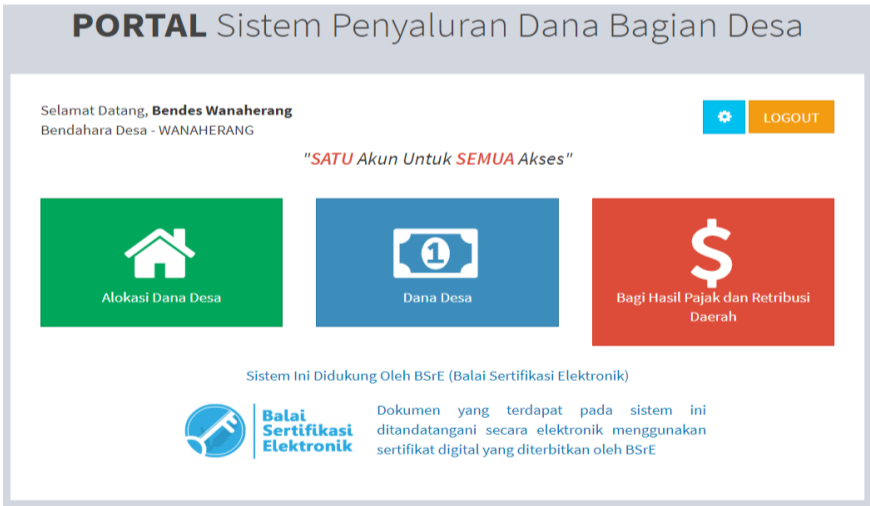 PORTAL Sistem Penyaluran Dana Bagian Desa
Selamat Datang, Bendes Wanaherang
Bendahara Desa - WANAHERANG
LOGOUT
"SATU Akun Untuk SEMUA Akses"
Alokasi Dana Desa
1
Dana Desa
$
Bagi Hasil Pajak dan Retribusi
Daerah
Sistem Ini Didukung Oleh BSrE (Balai Sertifikasi Elektronik)
Balai
Sertifikasi
Elektronik
Dokumen yang terdapat pada sistem ini
ditandatangani secara elektronik menggunakan
sertifikat digital yang diterbitkan oleh BSrE